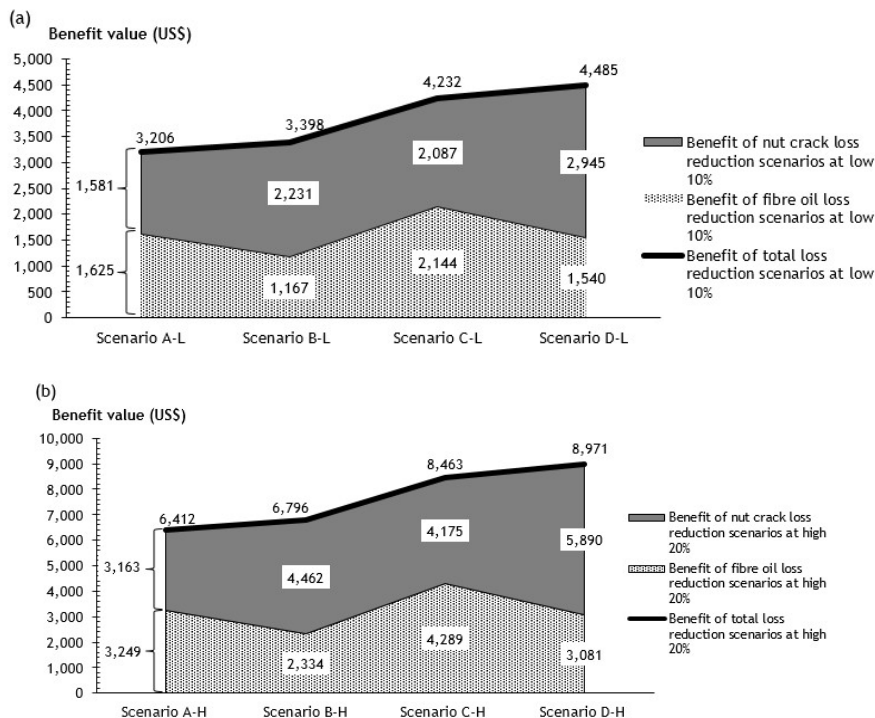 (a)
Benefit value (US$)
5,000
4,500
4,000
3,500
3,000
2,500
2,000
1,500
1,000
500
0
3,206
3,398
4,232
4,485
1,581
2,231
2,087
2,945
1,625
1,167
2,144
1,540
Scenario A-L
Scenario B-L
Scenario C-L
Scenario D-L
Benefit of nut crack loss
reduction scenarios at low
10%
Benefit of fibre oil loss
reduction scenarios at low
10%
Benefit of total loss
reduction scenarios at low
10%
(b)
Benefit value (US$)
10,000
9,000
8,000
7,000
6,000
5,000
4,000
3,000
2,000
1,000
0
6,412
6,796
8,463
8,971
3,163
4,462
4,175
5,890
3,249
2,334
4,289
3,081
Scenario A-H
Scenario B-H
Scenario C-H
Scenario D-H
Benefit of nut crack loss
reduction scenarios at high
20%
Benefit of fibre oil loss
reduction scenarios at high
20%
Benefit of total loss
reduction scenarios at high
20%